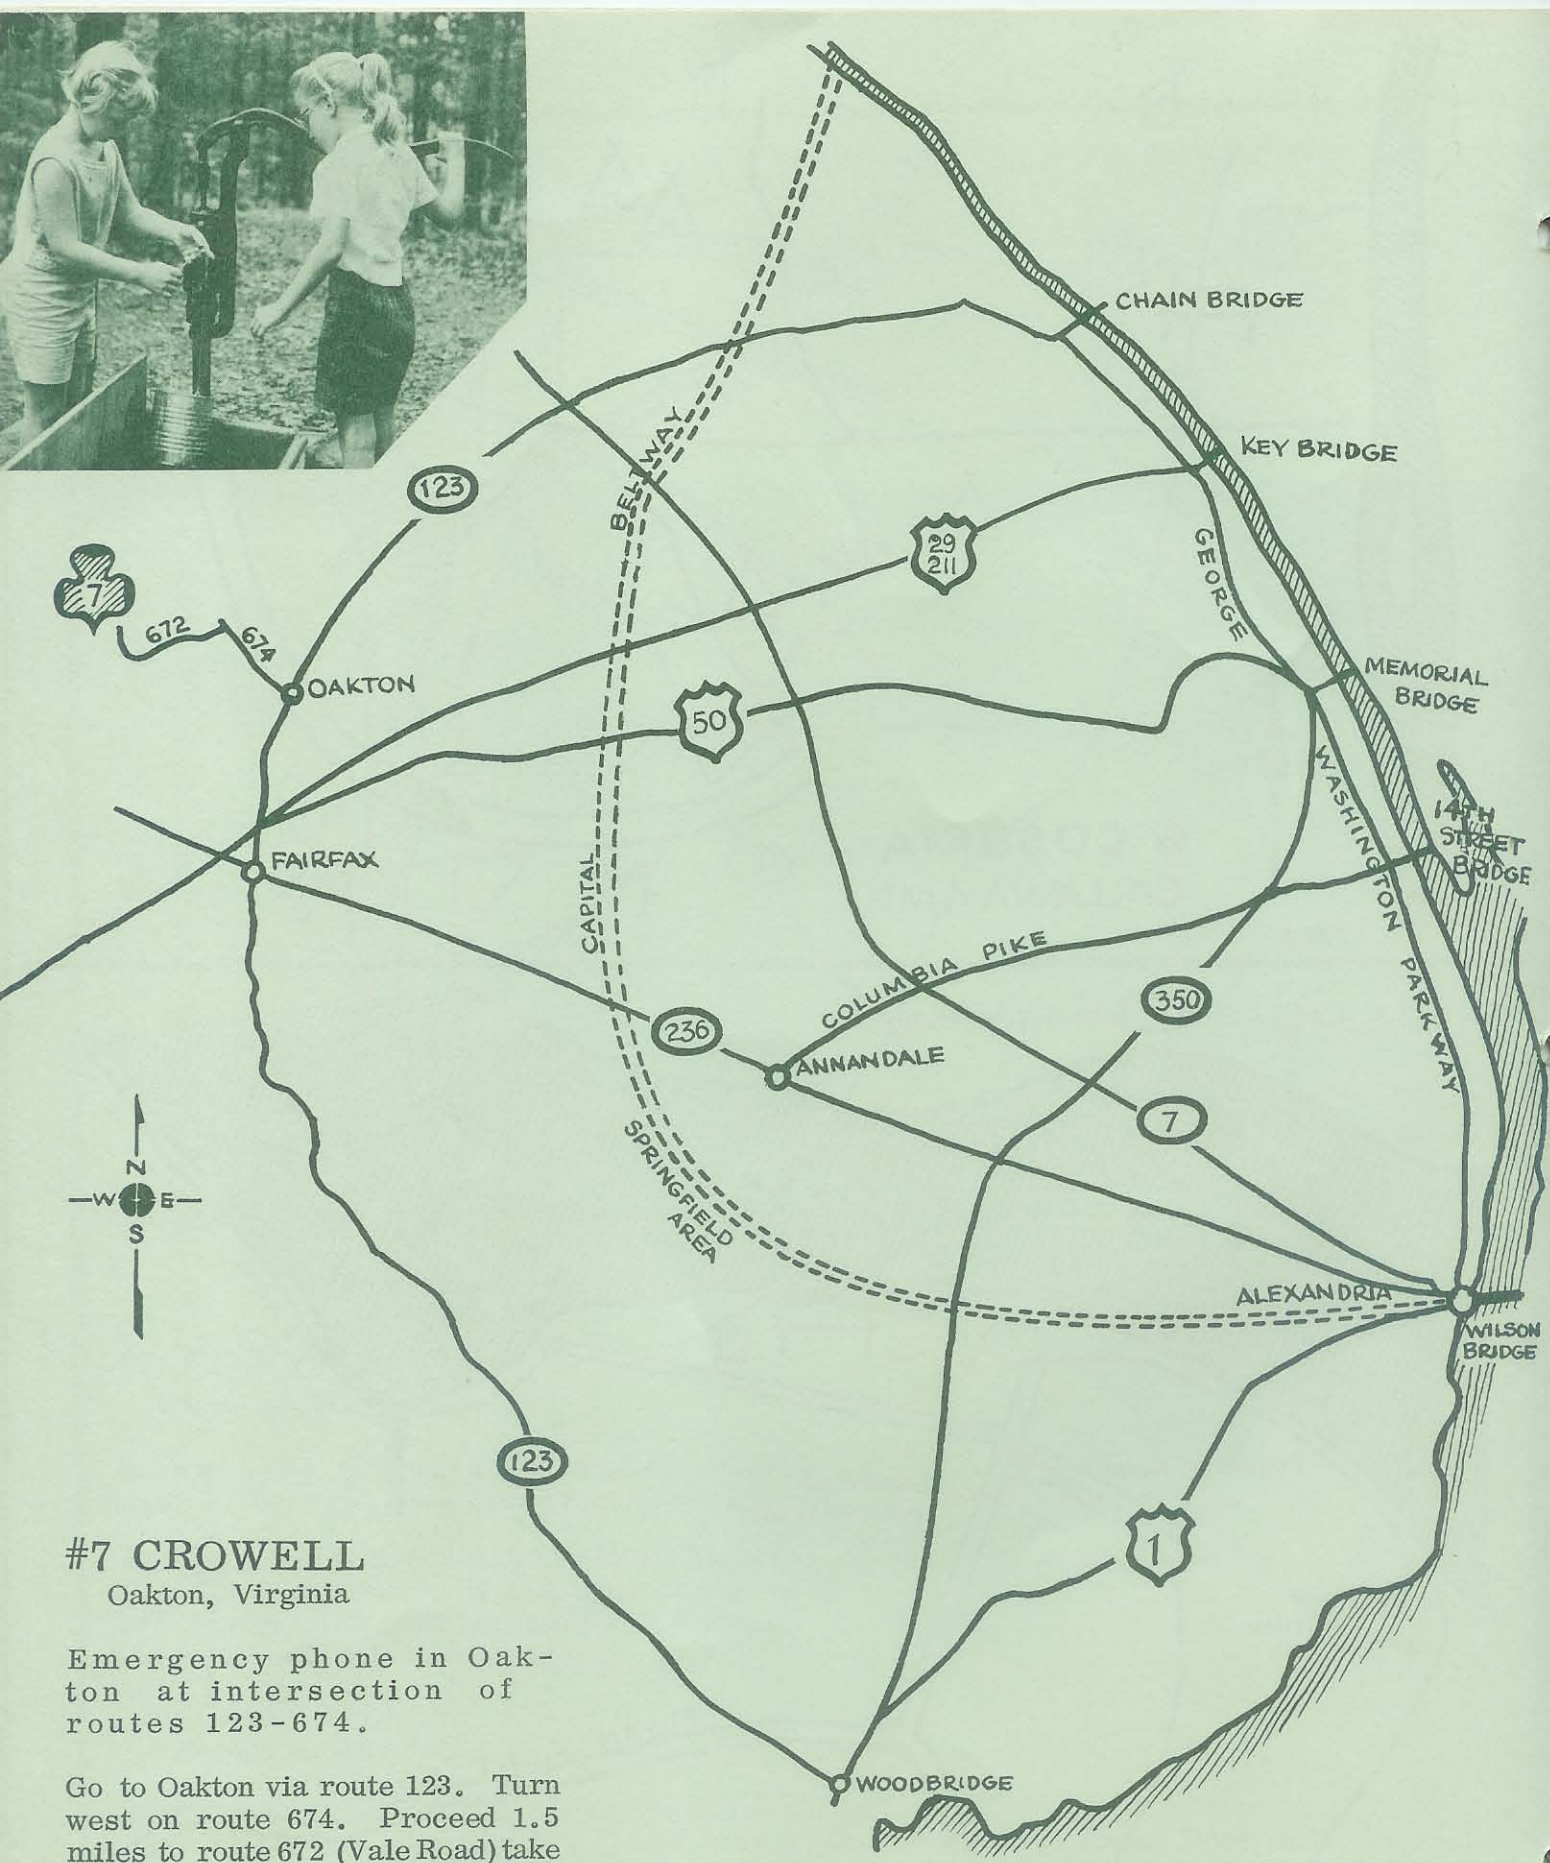 CHAIN BRIDGE
KEY BRIDGE
BELTWAY
123
29
211
GEORGE
7
672
674
OAKTON
50
MEMORIAL
BRIDGE
WASHINGTON
14TH
STREET
BRIDGE
FAIRFAX
CAPITAL
COLUMBIA PIKE
350
PARKWAY
236
ANNANDALE
7
SPRINGFIELD
AREA
N
W E
S
ALEXANDRIA
WILSON
BRIDGE
123
1
WOODBRIDGE
#7 CROWELL
Oakton, Virginia
Emergency phone in Oak-
ton at intersection of
routes 123-674.
Go to Oakton via route 123. Turn
west on route 674. Proceed 1.5
miles to route 672 (Vale Road) take